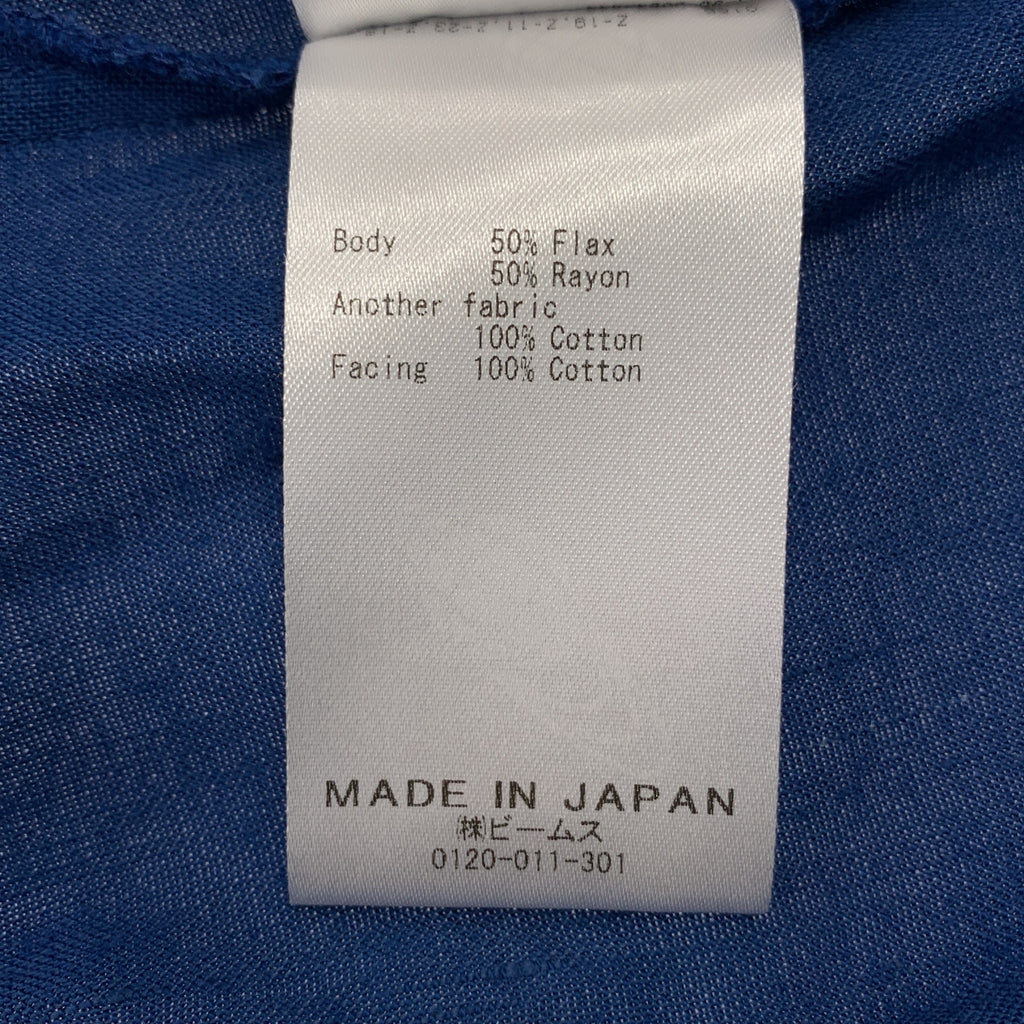 Body 50% Flax
50% Rayon
Another fabric
100% Cotton
Facing 100% Cotton
MADE IN JAPAN
㈱ビームス
0120-011-301